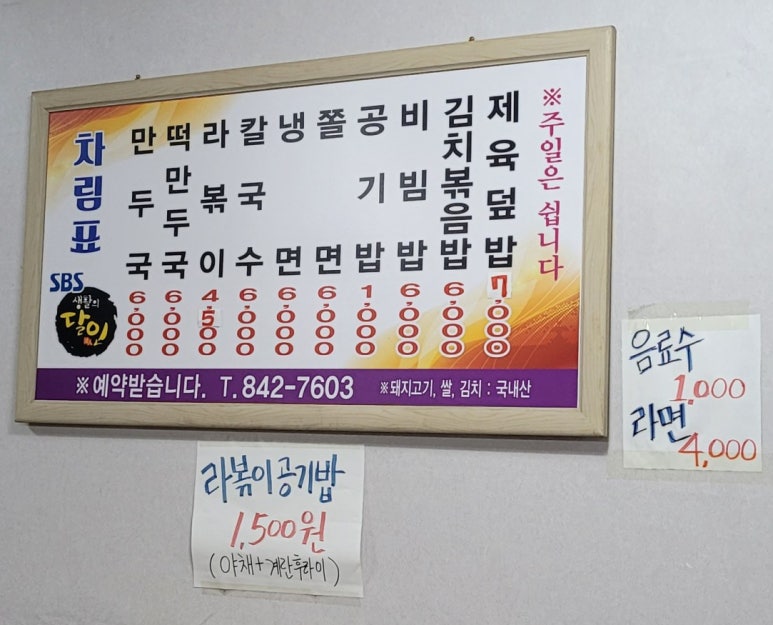 차림표
만두국 6,000
떡만두국 6,000
라볶이 4,500
칼국수 6,000
냉면 6,000
쫄면 6,000
공기밥 1,000
비빔밥 6,000
김치볶음밥 6,000
제육덮밥 7,000
※주일은 쉽니다
SBS
생활의
달인
※예약받습니다. T. 842-7603 ※돼지고기, 쌀, 김치 : 국내산
음료수
1,000
라면
4,000
라볶이공기밥
1,500원
(야채+계란후라이)